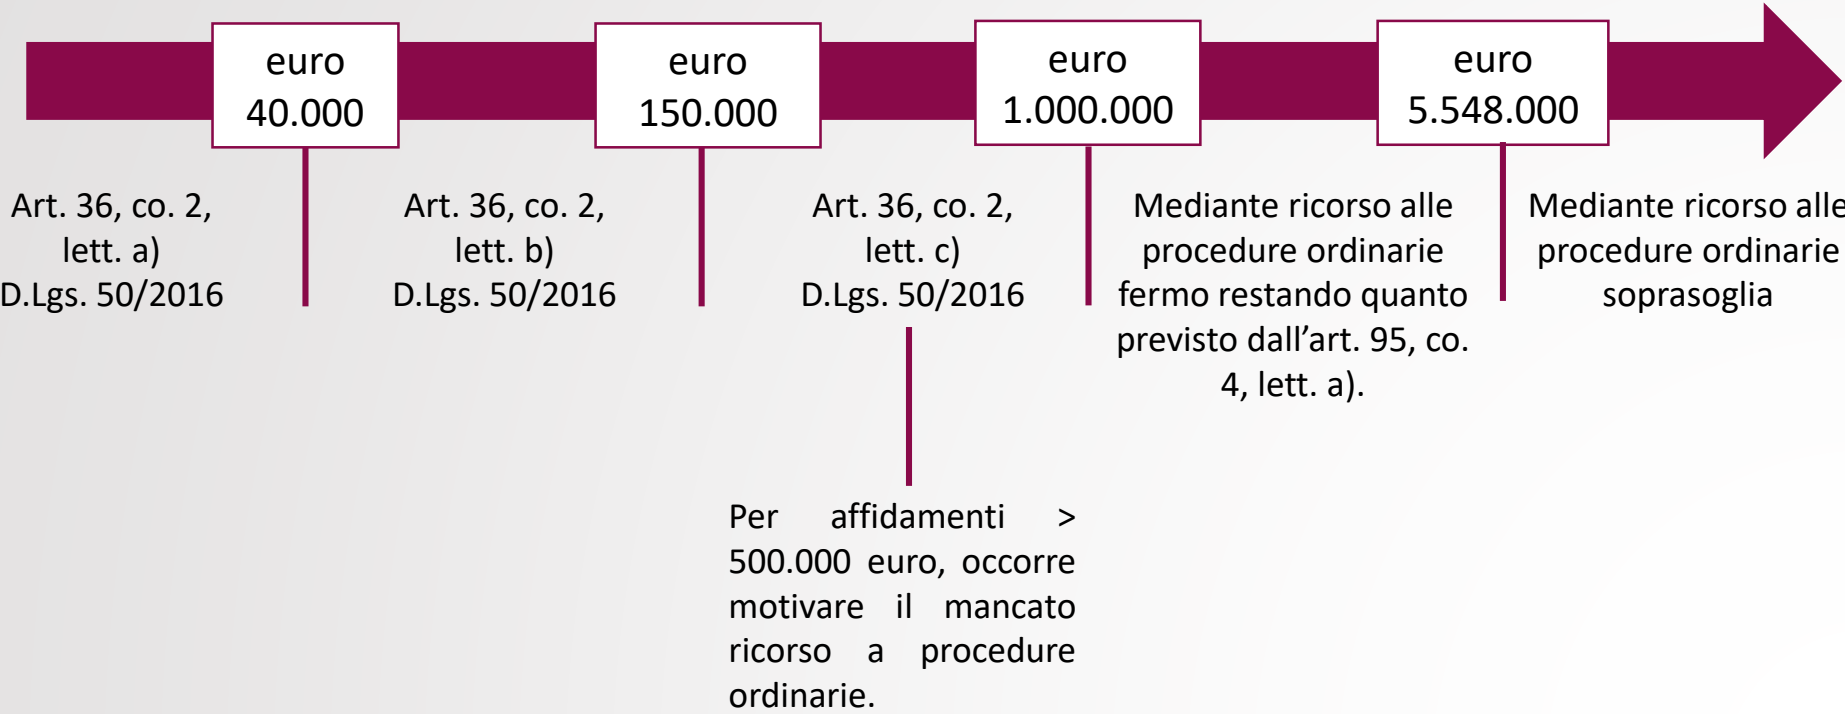 euro
40.000
euro
150.000
euro
1.000.000
euro
5.548.000
Art. 36, co. 2,
lett. a)
D.Lgs. 50/2016
Art. 36, co. 2,
lett. b)
D.Lgs. 50/2016
Art. 36, co. 2,
lett. c)
D.Lgs. 50/2016
Mediante ricorso alle
procedure ordinarie
fermo restando quanto
previsto dall’art. 95, co.
4, lett. a).
Mediante ricorso alle
procedure ordinarie
soprasoglia
Per affidamenti >
500.000 euro, occorre
motivare il mancato
ricorso a procedure
ordinarie.